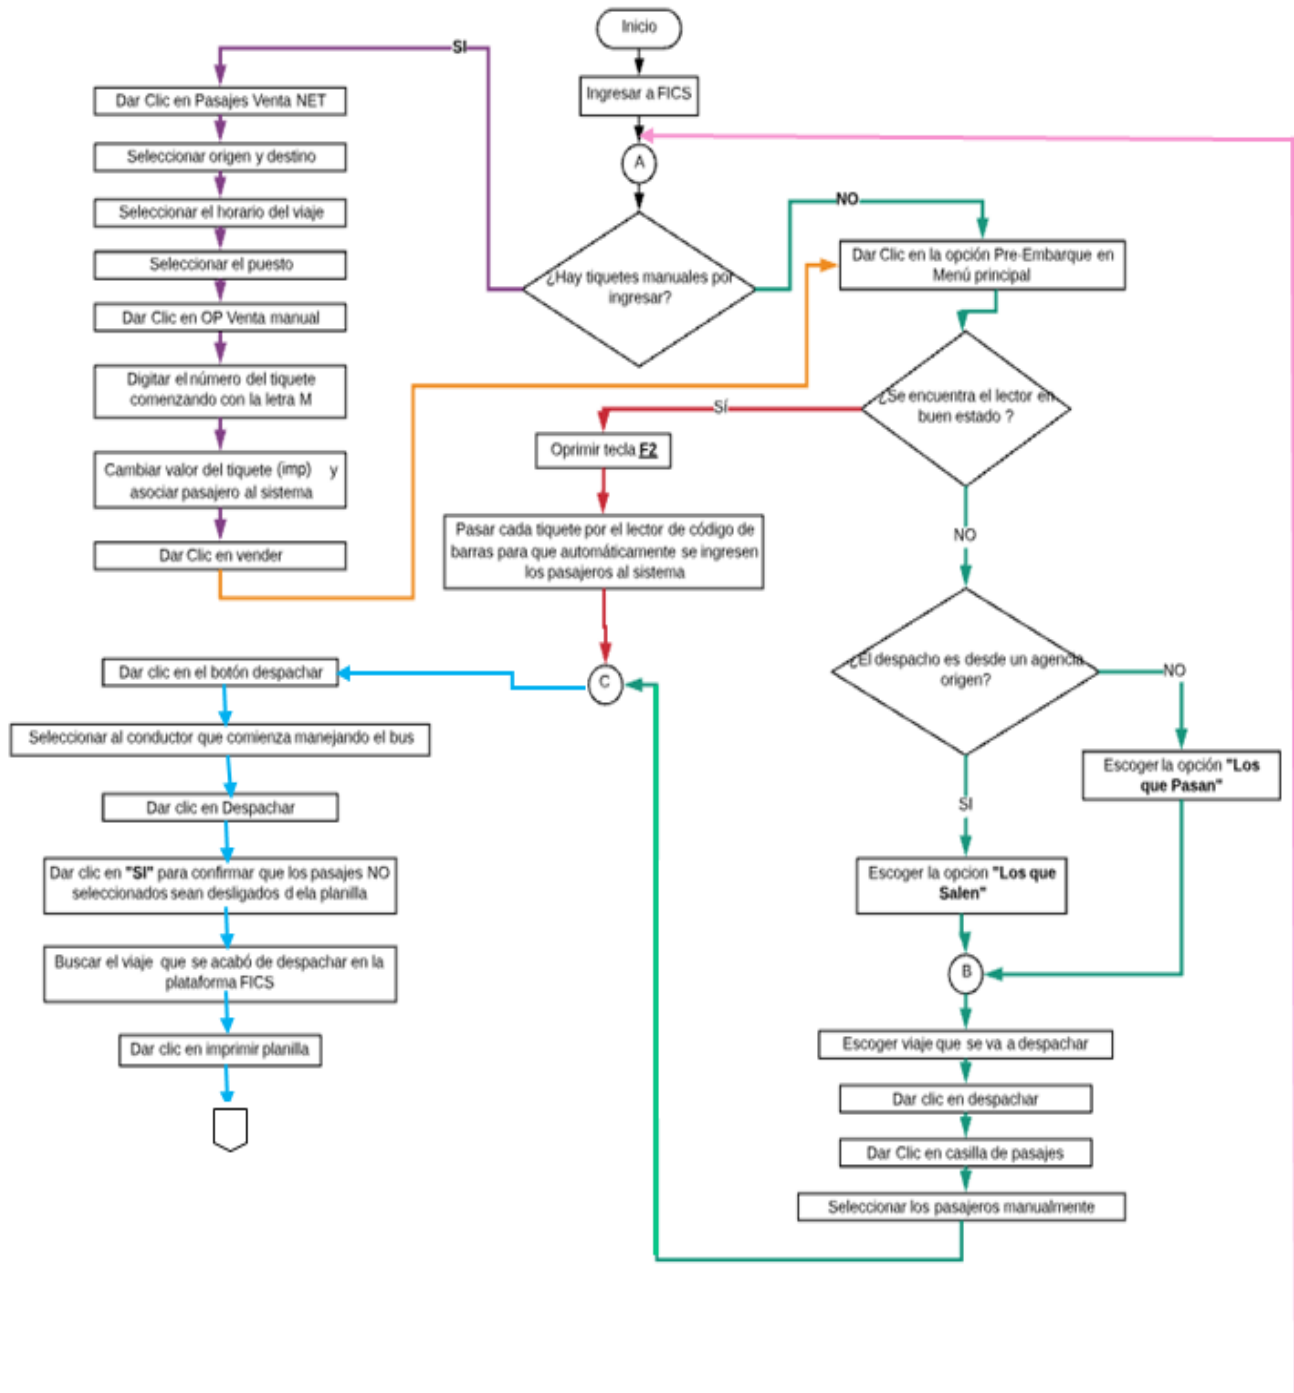 Inicio
Ingresar a FICS
A
¿Hay tiquetes manuales por
ingresar?
SI
Dar Clic en Pasajes Venta NET
Seleccionar origen y destino
Seleccionar el horario del viaje
Seleccionar el puesto
Dar Clic en OP Venta manual
Digitar el número del tiquete
comenzando con la letra M
Cambiar valor del tiquete (imp) y
asociar pasajero al sistema
Dar Clic en vender
NO
Dar Clic en la opción Pre-Embarque en
Menú principal
¿Se encuentra el lector en
buen estado ?
Sí
Oprimir tecla F2
Pasar cada tiquete por el lector de código de
barras para que automáticamente se ingresen
los pasajeros al sistema
NO
¿El despacho es desde un agencia
origen?
NO
Escoger la opción "Los
que Pasan"
SI
Escoger la opcion "Los que
Salen"
B
Escoger viaje que se va a despachar
Dar clic en despachar
Dar Clic en casilla de pasajes
Seleccionar los pasajeros manualmente
C
Dar clic en el botón despachar
Seleccionar al conductor que comienza manejando el bus
Dar clic en Despachar
Dar clic en "SI" para confirmar que los pasajes NO
seleccionados sean desligados d ela planilla
Buscar el viaje que se acabó de despachar en la
plataforma FICS
Dar clic en imprimir planilla